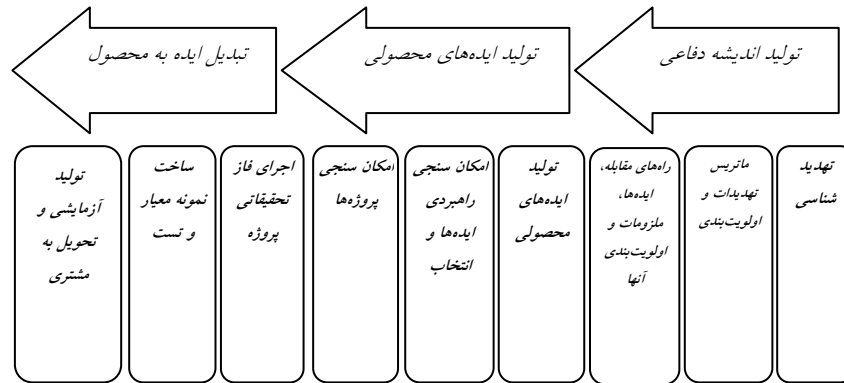 تولید اندیشه دفاعی
تولید ایده‌های محصولی
تبدیل ایده به محصول
تهدید
شناسی
ماتریس
تهدیدات و
اولویت‌بندی
راه‌های مقابله،
ایده‌ها،
ملزومات و
اولویت‌بندی
آنها
تولید
ایده‌های
محصولی
امکان سنجی
راهبردی
ایده‌ها و
انتخاب
امکان سنجی
پروژه‌ها
اجرای فاز
تحقیقاتی
پروژه
ساخت
نمونه معیار
و تست
تولید
آزمایشی و
تحویل به
مشتری